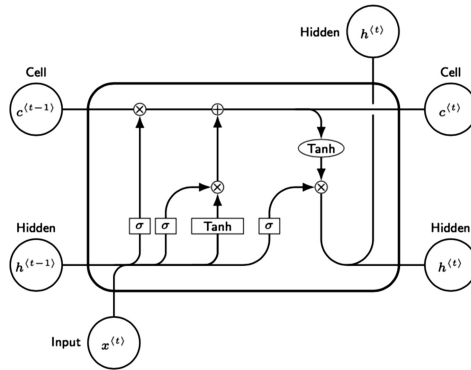 Hidden
h⟨t⟩
Cell
Cell
c⟨t−1⟩
c⟨t⟩
⊗
⊕
Tanh
⊗
⊗
σ
σ
Tanh
σ
Hidden
Hidden
h⟨t−1⟩
h⟨t⟩
Input
x⟨t⟩